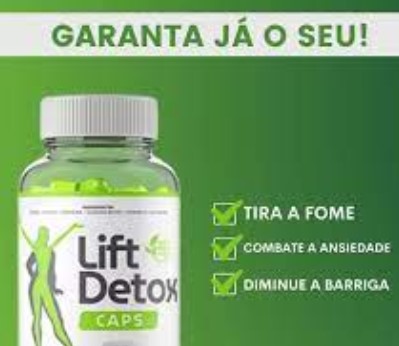 GARANTA JÁ O SEU!
Lift
Detox
CAPS
TIRA A FOME
COMBATE A ANSIEDADE
DIMINUE A BARRIGA